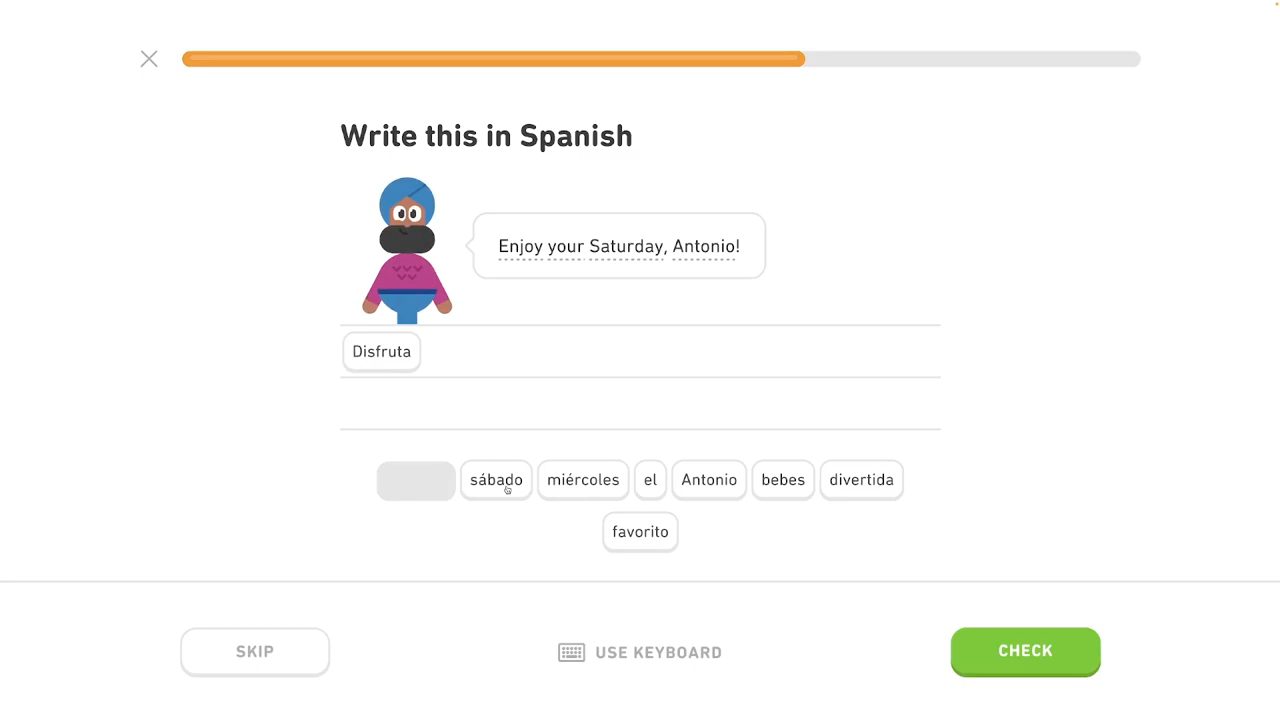 Write this in Spanish
Enjoy your Saturday, Antonio!
Disfruta
sábado miércoles el Antonio bebes divertida
favorito
SKIP USE KEYBOARD CHECK